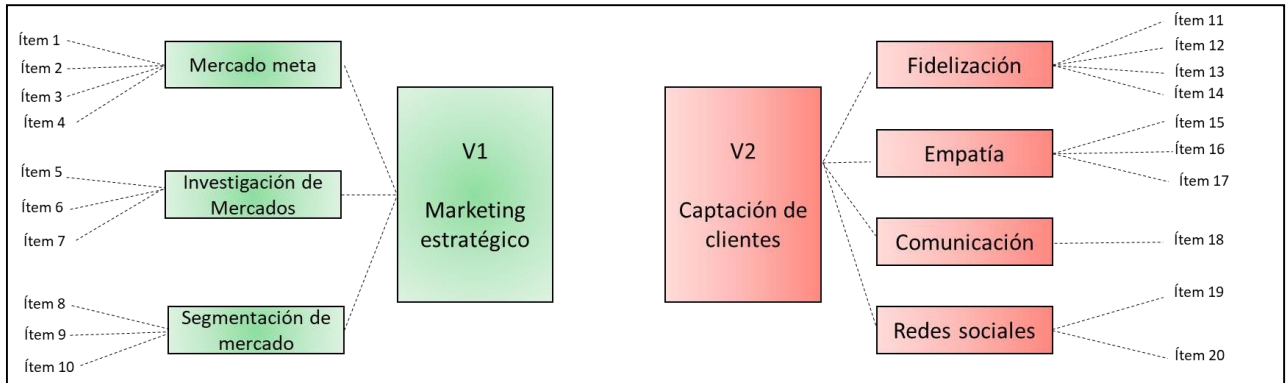 Ítem 1
Ítem 2
Ítem 3
Ítem 4
Mercado meta
Ítem 5
Ítem 6
Ítem 7
Investigación de
Mercados
Ítem 8
Ítem 9
Ítem 10
Segmentación de
mercado
V1
Marketing
estratégico
V2
Captación de
clientes
Fidelización
Ítem 11
Ítem 12
Ítem 13
Ítem 14
Empatía
Ítem 15
Ítem 16
Ítem 17
Comunicación
Ítem 18
Redes sociales
Ítem 19
Ítem 20